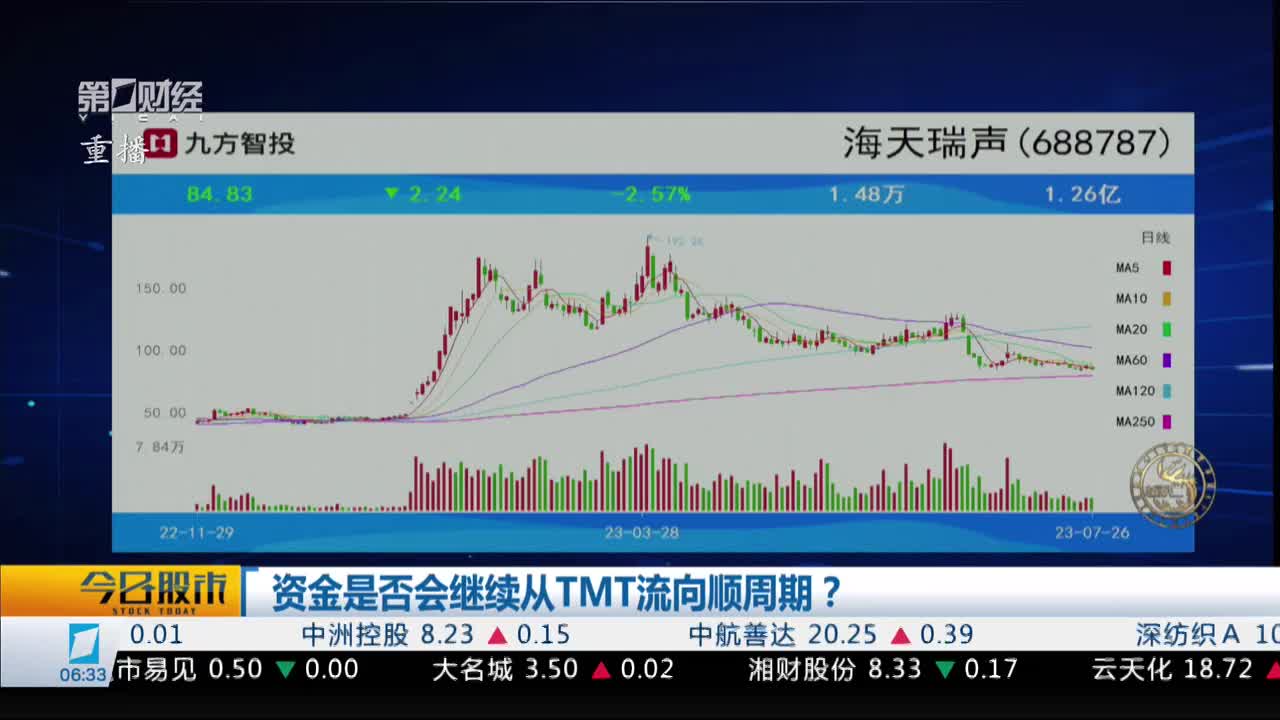 第一财经
YICAI
重播
九方智投
海天瑞声(688787)
84.83 ▼2.24 -2.57% 1.48万 1.26亿
日线
192.26
MA5
150.00
MA10
MA20
100.00
MA60
MA120
50.00
MA250
7.84万
22-11-29 23-03-28 23-07-26
今日股市
STOCK TODAY
资金是否会继续从TMT流向顺周期？
0.01 中洲控股 8.23 ▲ 0.15 中航善达 20.25 ▲ 0.39 深纺织A 10
06:33
市易见 0.50 ▼ 0.00 大名城 3.50 ▲ 0.02 湘财股份 8.33 ▼ 0.17 云天化 18.72 ▲